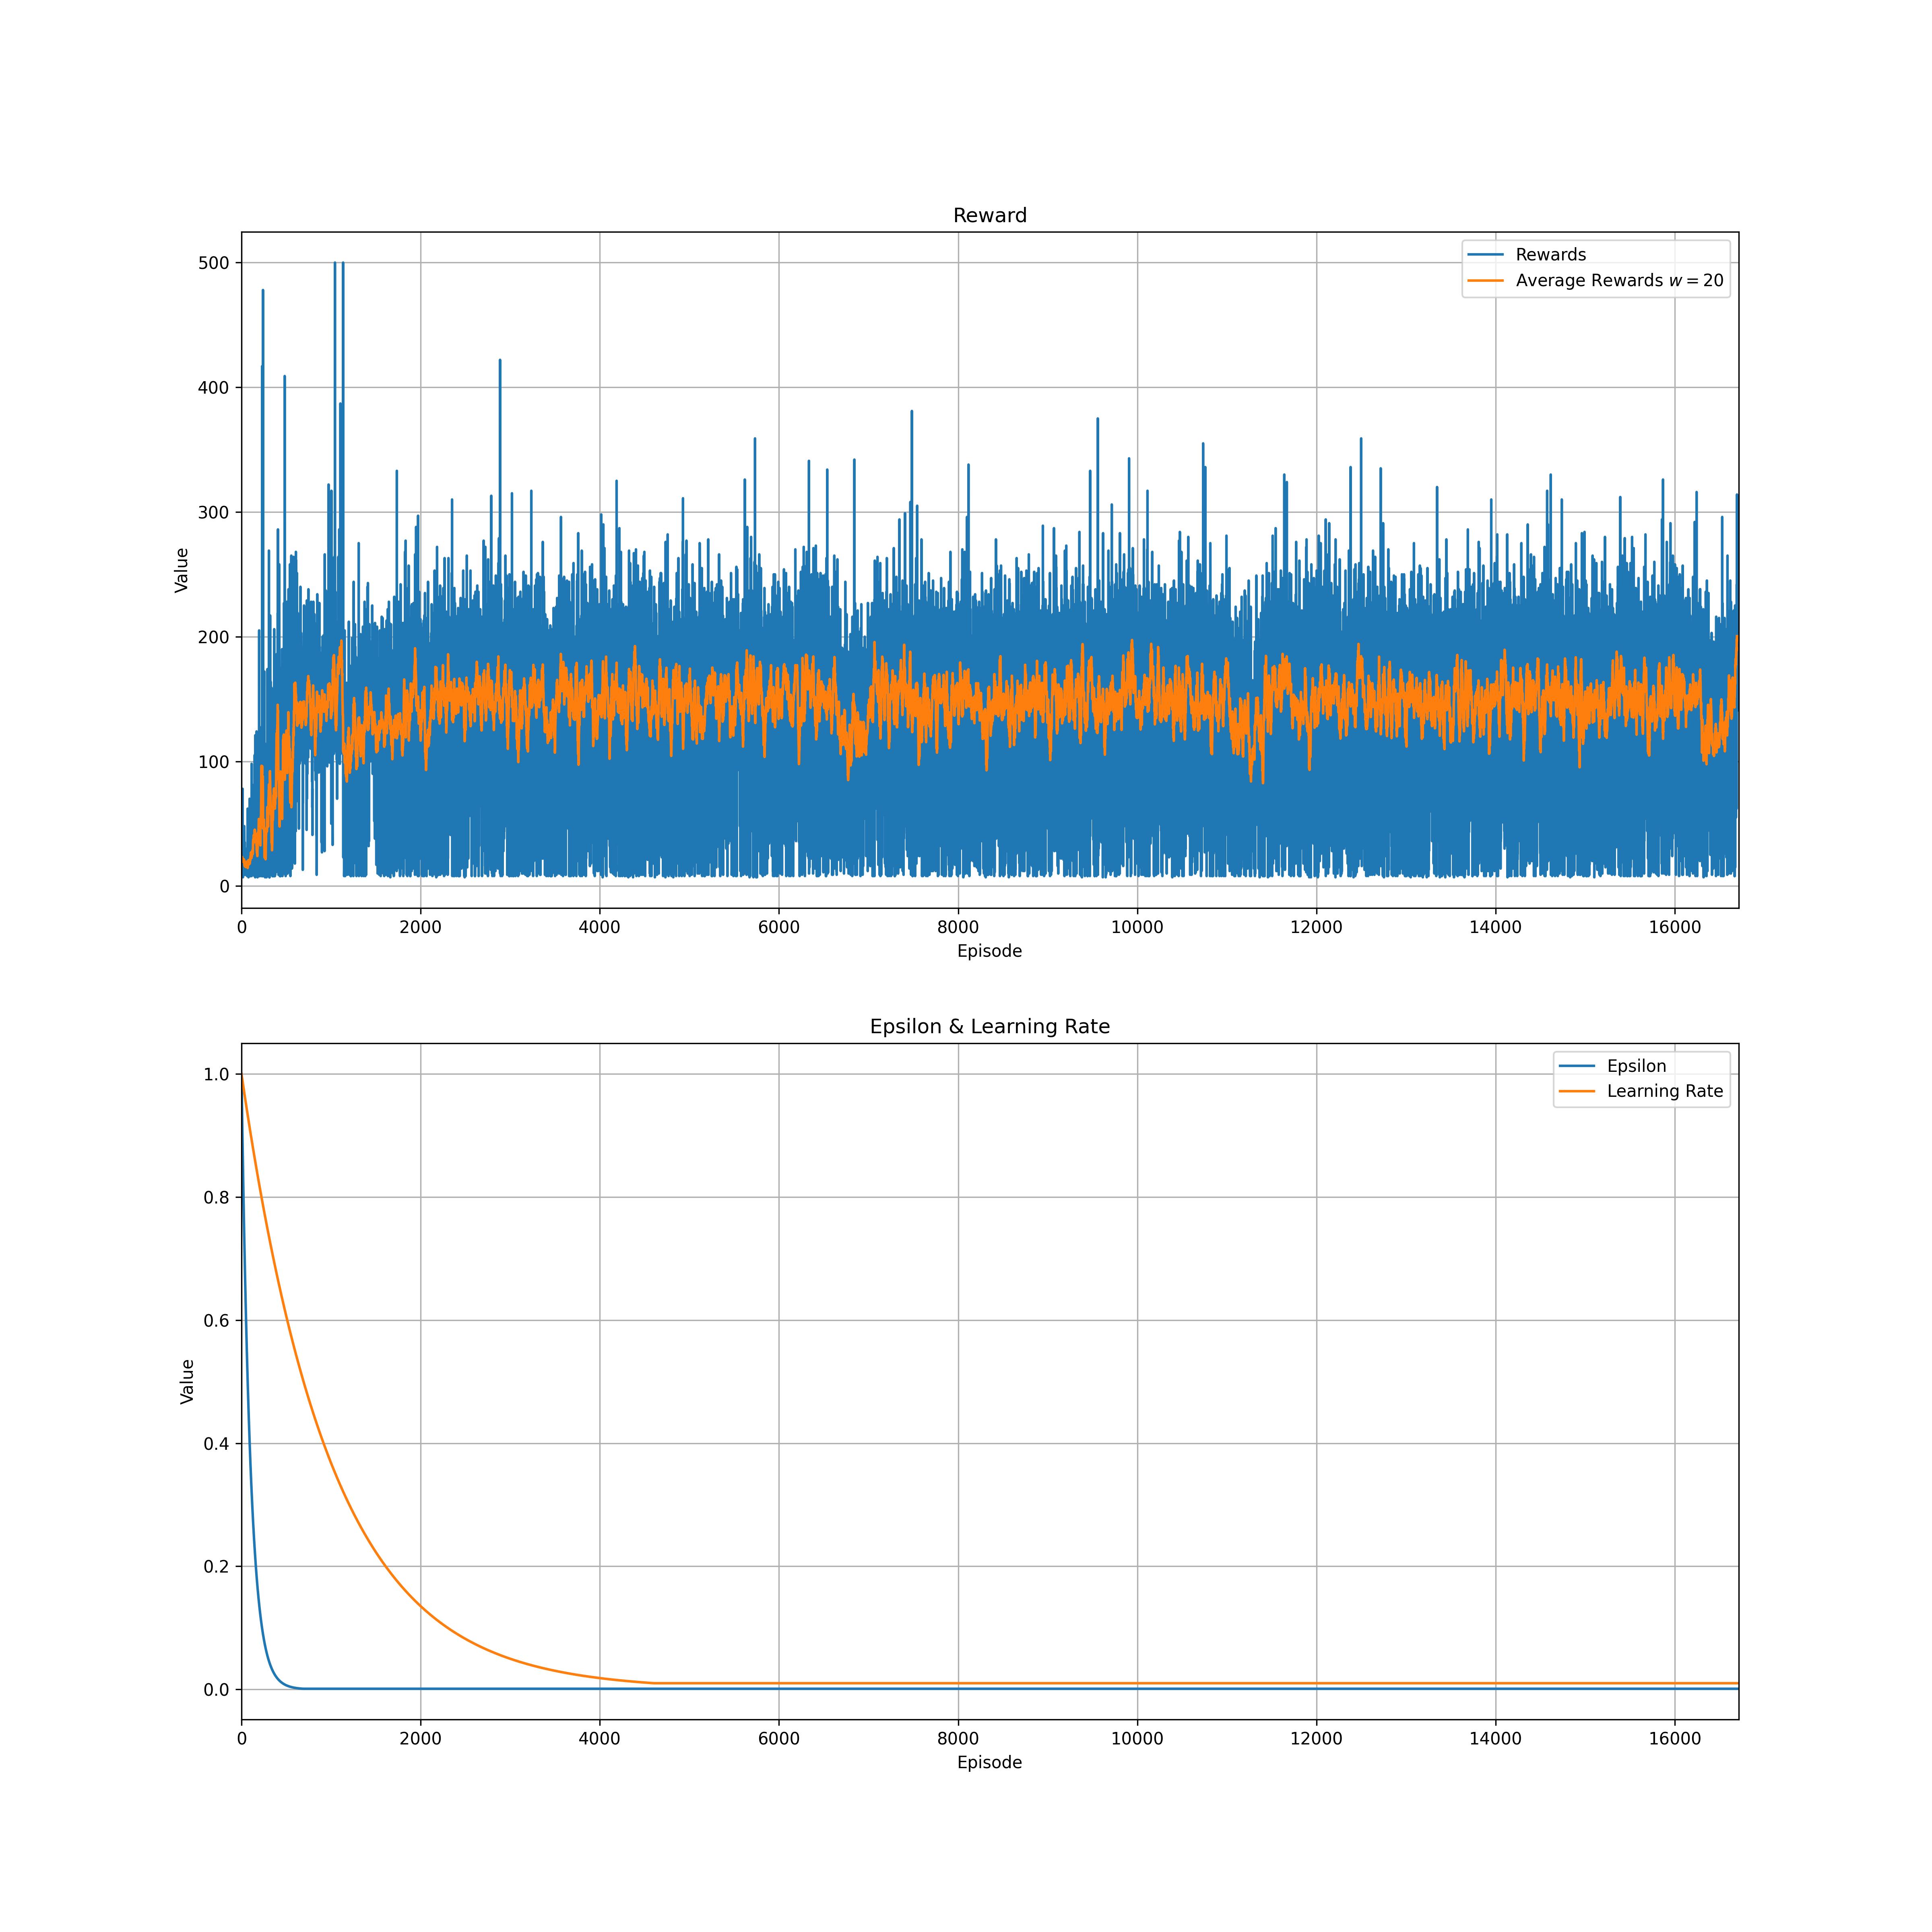 Reward
Rewards
Average Rewards w = 20
Value
500
400
300
200
100
0
0 2000 4000 6000 8000 10000 12000 14000 16000
Episode
Epsilon & Learning Rate
Epsilon
Learning Rate
Value
1.0
0.8
0.6
0.4
0.2
0.0
0 2000 4000 6000 8000 10000 12000 14000 16000
Episode